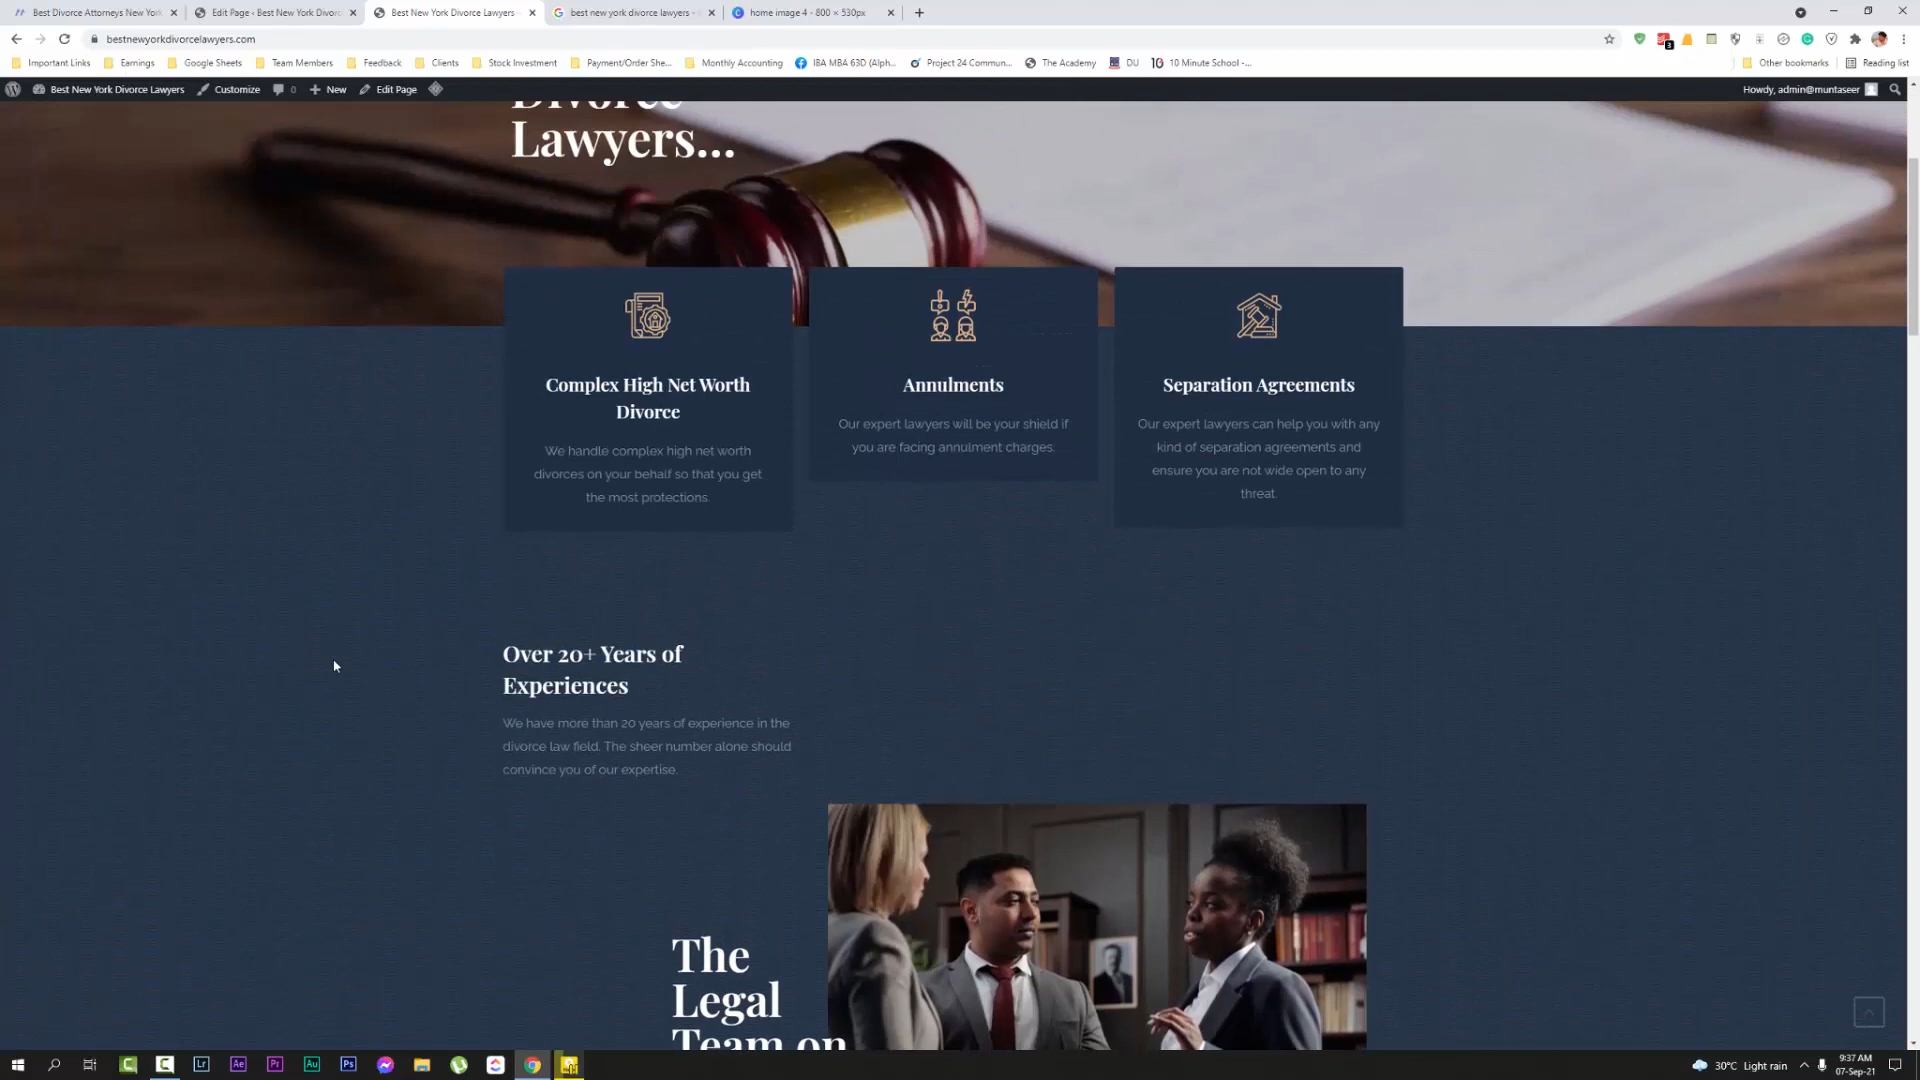 Best Divorce Attorneys New York
Edit Page ‹ Best New York Divorc
Best New York Divorce Lawyers -
best new york divorce lawyers -
home image 4 - 800 × 530px
bestnewyorkdivorcelawyers.com
3
Important Links
Earnings
Google Sheets
Team Members
Feedback
Clients
Stock Investment
Payment/Order She...
Monthly Accounting
IBA MBA 63D (Alph...
Project 24 Commun...
The Academy
DU
10 Minute School -...
Other bookmarks
Reading list
Best New York Divorce Lawyers
Customize
0
New
Edit Page
Howdy, admin@muntaseer
Divorce
Lawyers...
Complex High Net Worth
Divorce
We handle complex high net worth
divorces on your behalf so that you get
the most protections.
Annulments
Our expert lawyers will be your shield if
you are facing annulment charges.
Separation Agreements
Our expert lawyers can help you with any
kind of separation agreements and
ensure you are not wide open to any
threat.
Over 20+ Years of
Experiences
We have more than 20 years of experience in the
divorce law field. The sheer number alone should
convince you of our expertise.
The
Legal
Team on
Lr
Ae
Pr
Au
Ps
30°C Light rain
9:37 AM
07-Sep-21